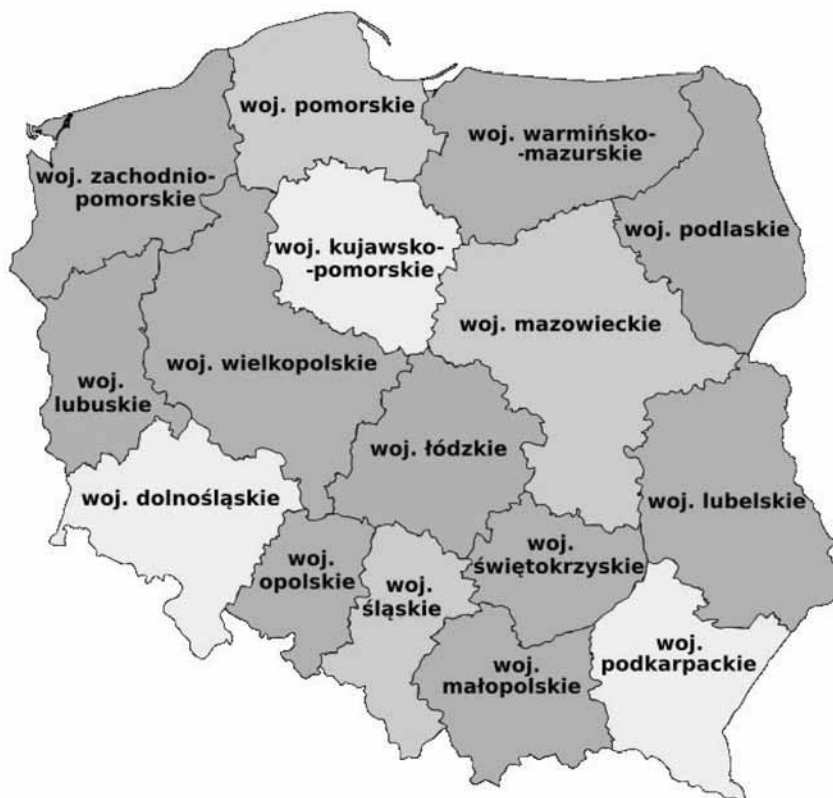 woj. pomorskie
woj. warmińsko-
-mazurskie
woj. zachodnio-
pomorskie
woj. podlaskie
woj. kujawsko-
-pomorskie
woj. mazowieckie
woj. wielkopolskie
woj.
lubuskie
woj. łódzkie
woj. dolnośląskie
woj. lubelskie
woj.
świętokrzyskie
woj.
opolskie
woj.
śląskie
woj.
podkarpackie
woj.
małopolskie